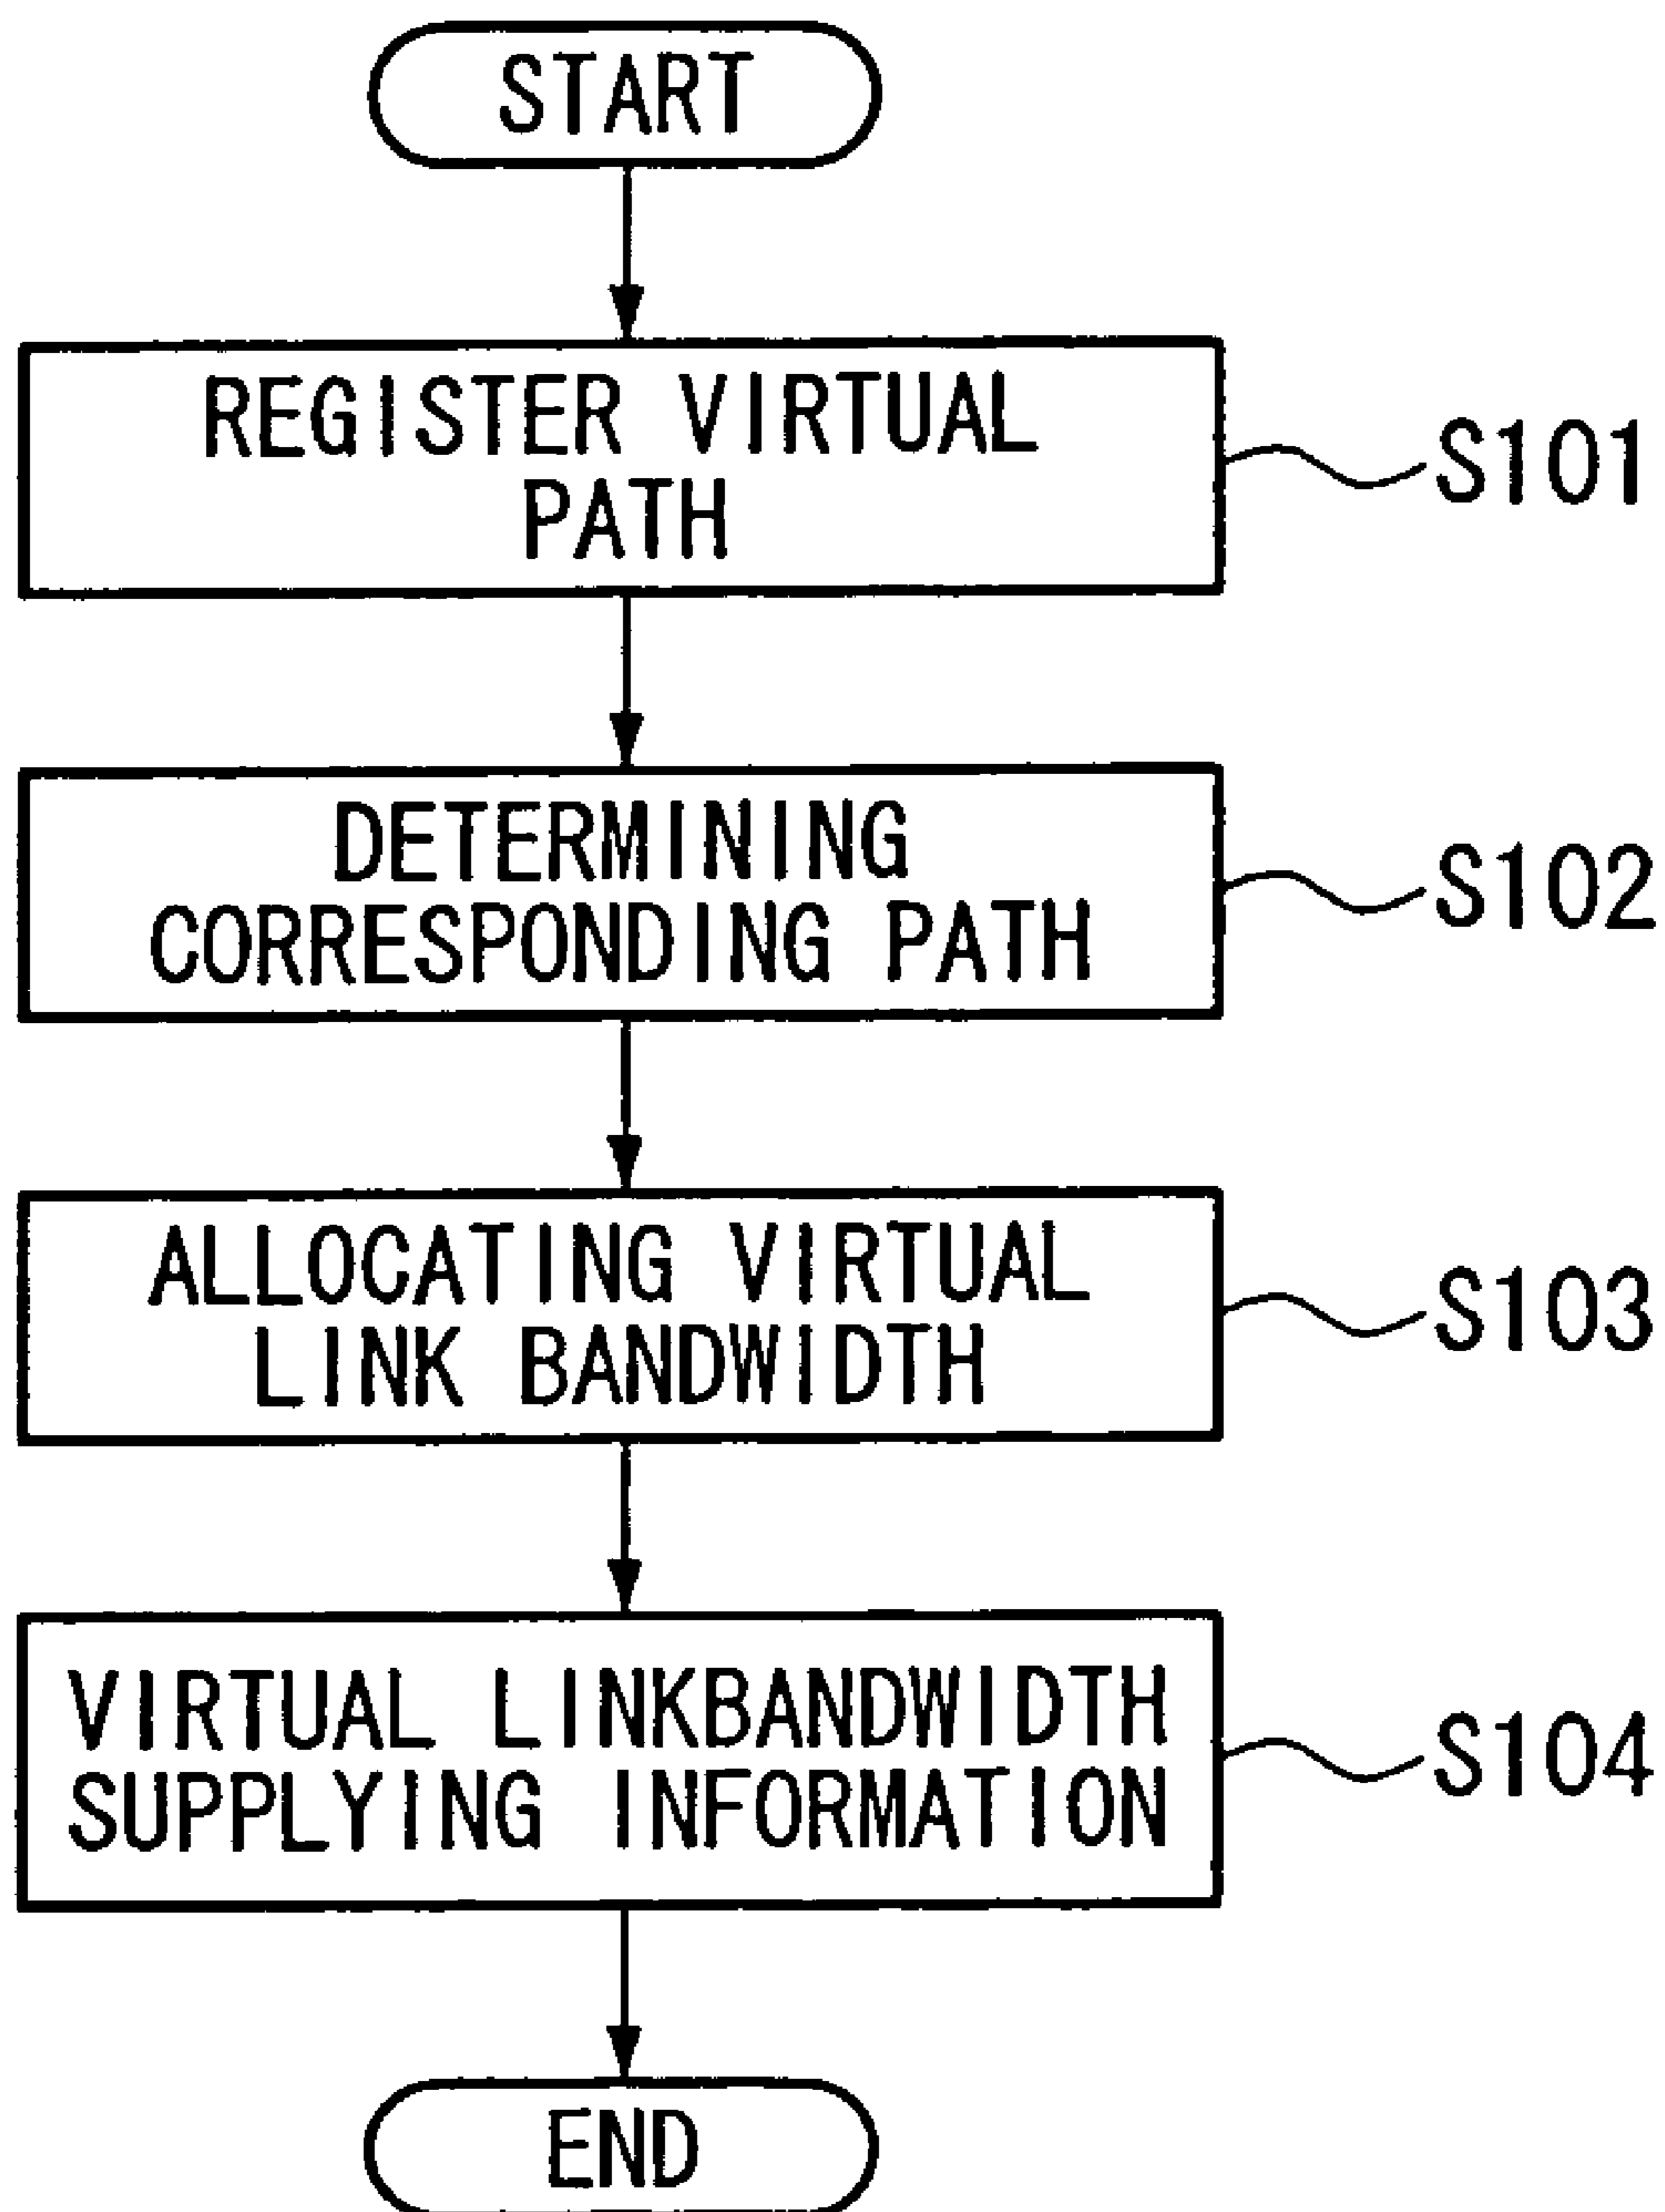 START
REGISTER VIRTUAL
PATH
S101
DETERMINING
CORRESPONDING PATH
S102
ALLOCATING VIRTUAL
LINK BANDWIDTH
S103
VIRTUAL LINKBANDWIDTH
SUPPLYING INFORMATION
S104
END